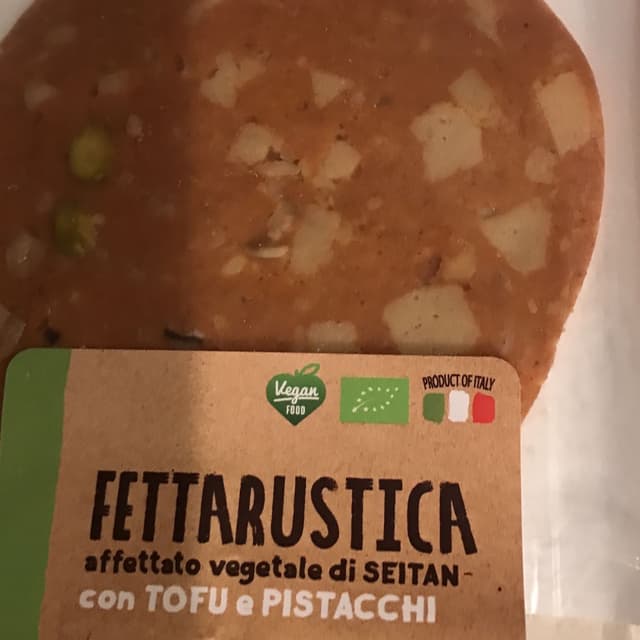 Vegan
FOOD
PRODUCT OF ITALY
FETTARUSTICA
affettato vegetale di SEITAN
con TOFU e PISTACCHI